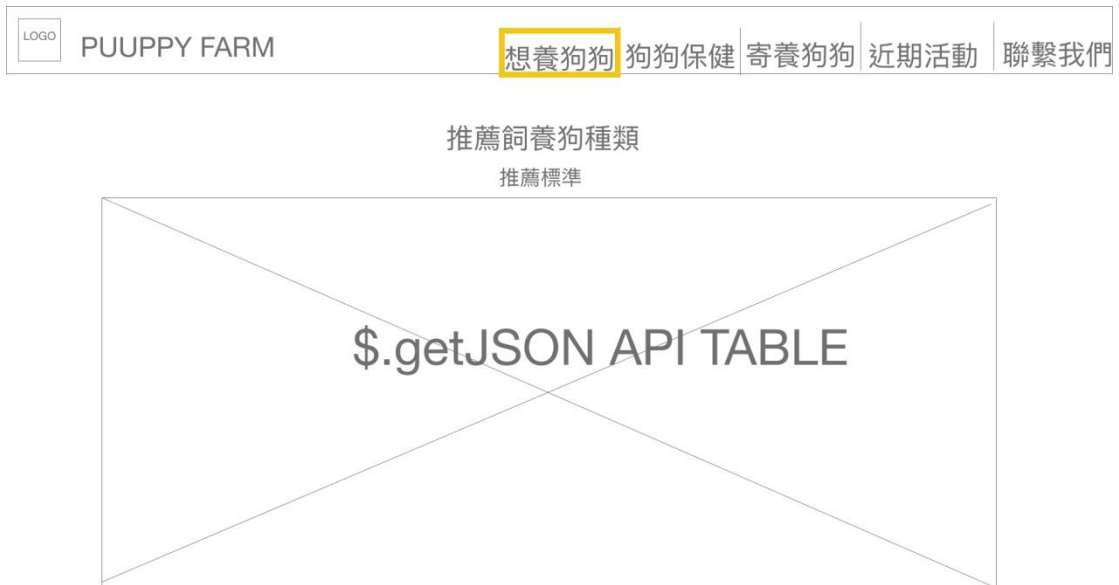 LOGO
PUUPPY FARM
想養狗狗
狗狗保健
寄養狗狗
近期活動
聯繫我們
推薦飼養狗種類
推薦標準
$.getJSON API TABLE